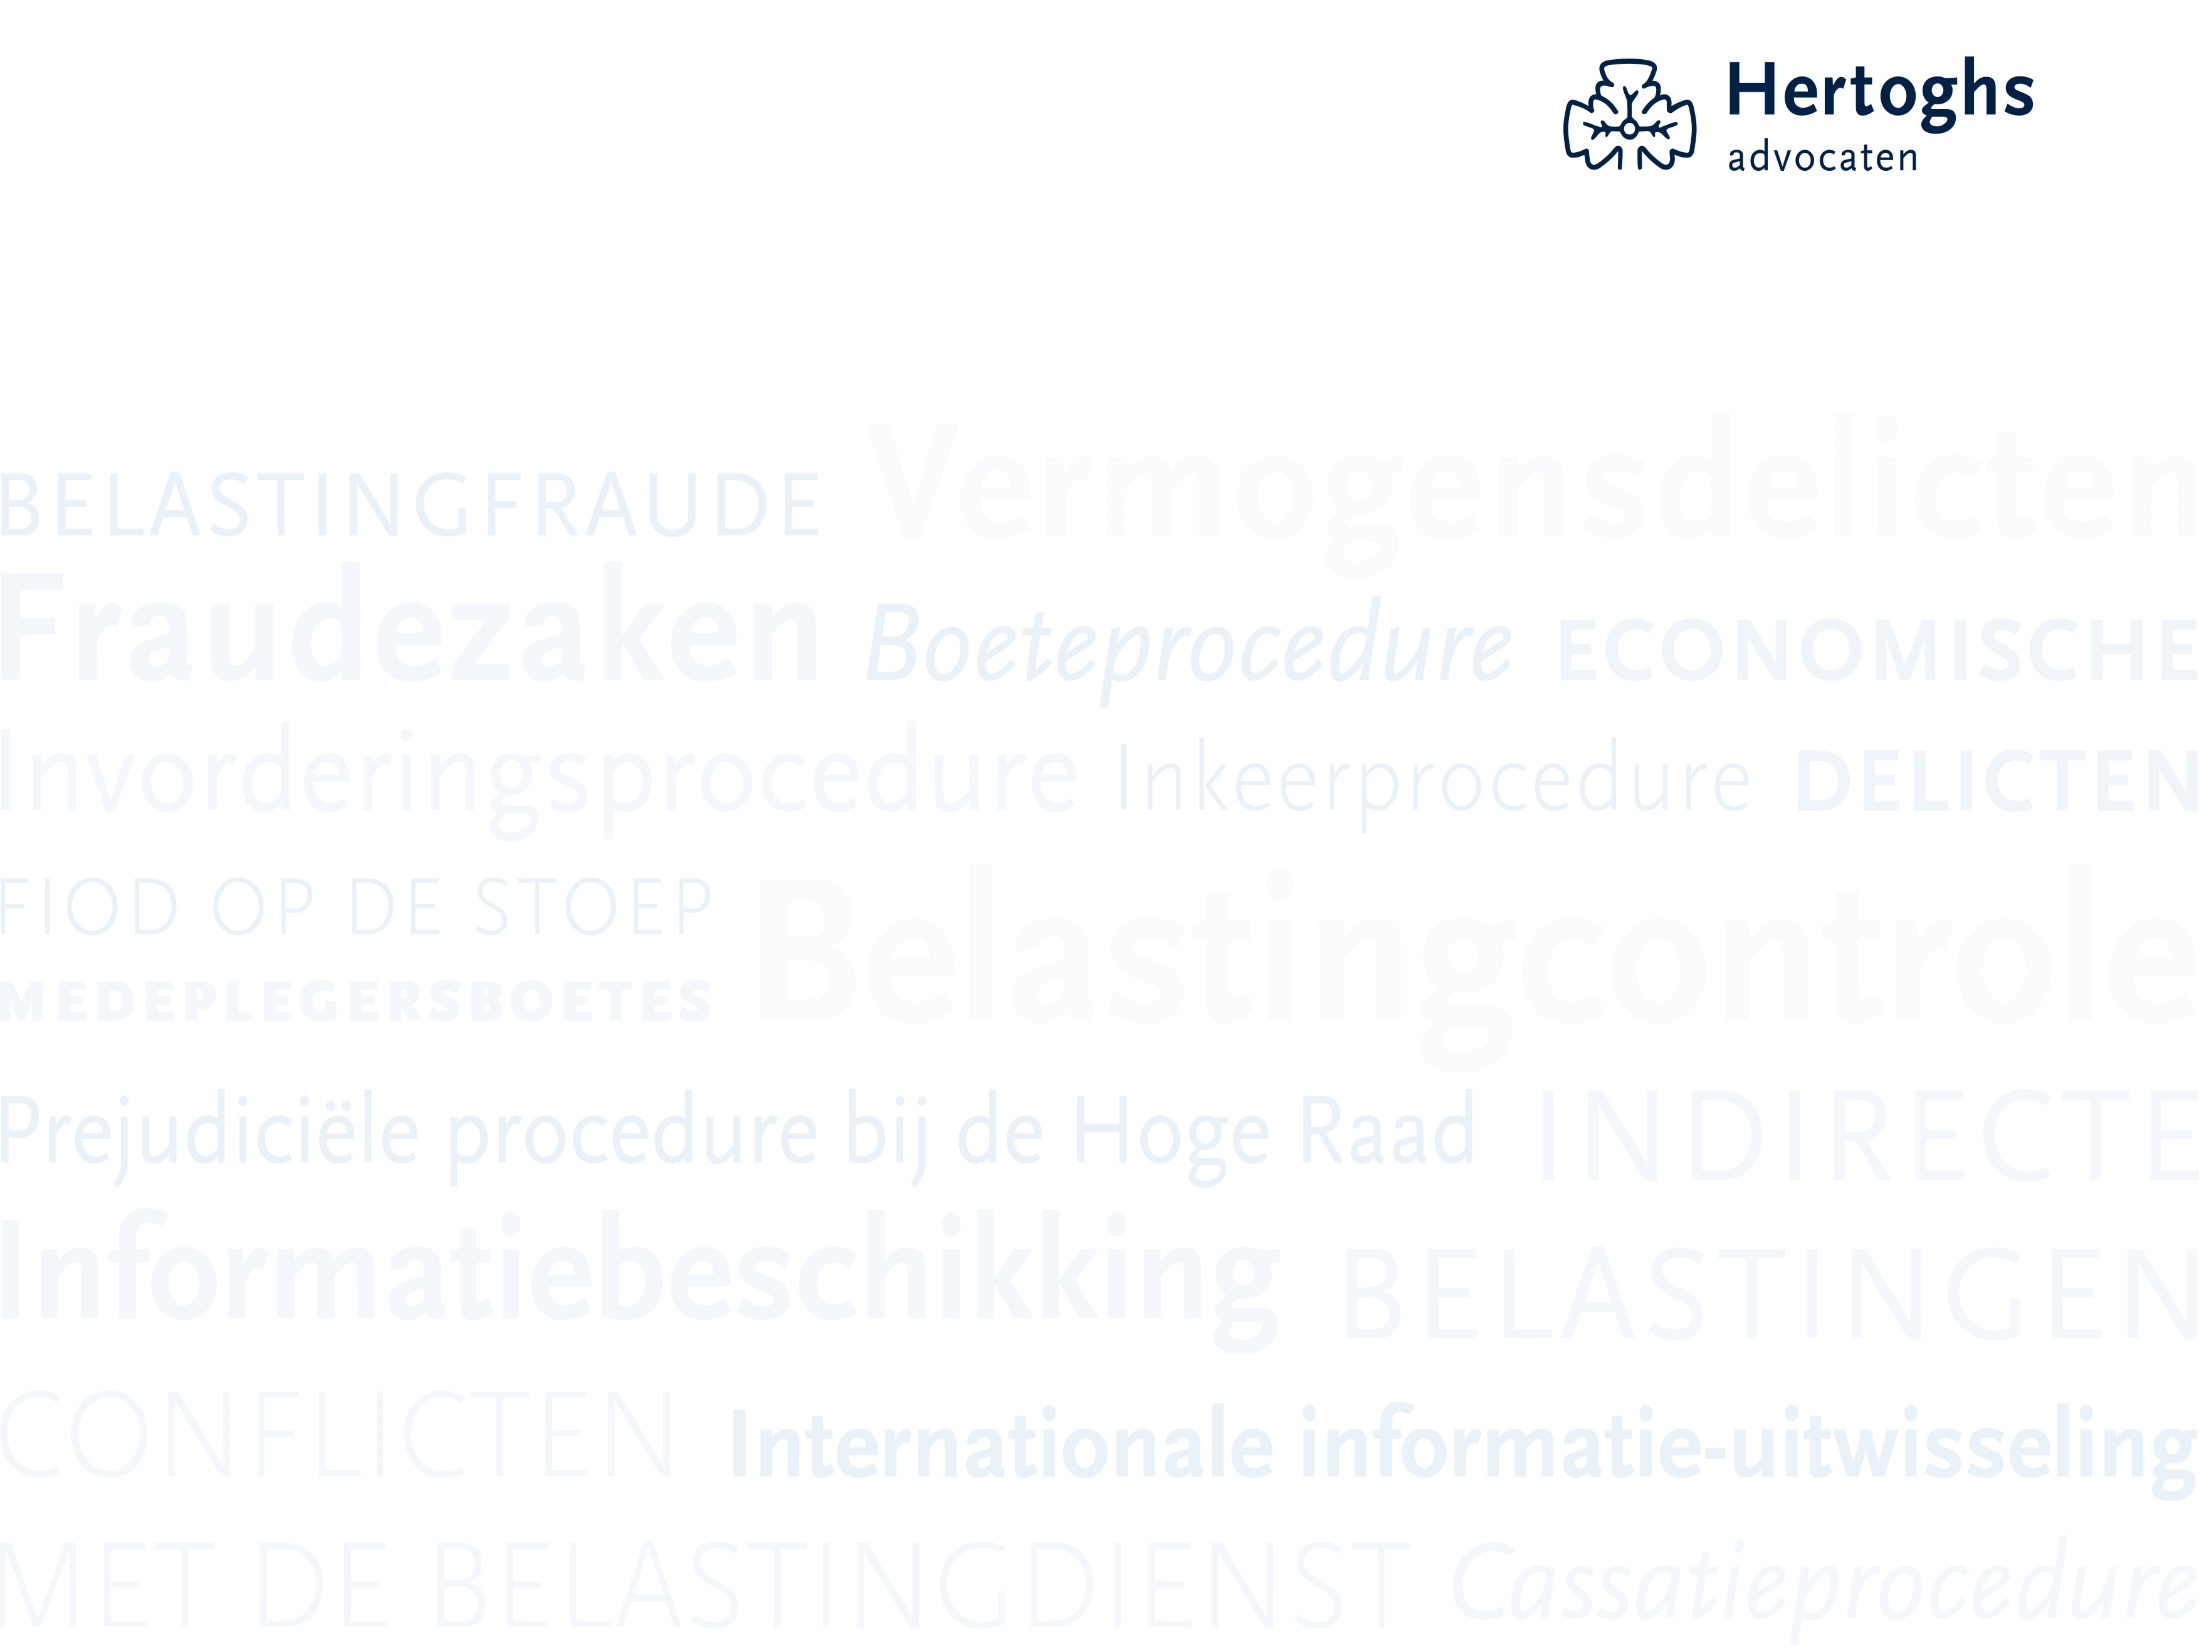 Hertoghs
advocaten
BELASTINGFRAUDE Vermogensdelicten
Fraudezaken Boeteprocedure ECONOMISCHE
Invorderingsprocedure Inkeerprocedure DELICTEN
FIOD OP DE STOEP Belastingcontrole
MEDEPLEGERSBOETES
Prejudiciële procedure bij de Hoge Raad INDIRECTE
Informatiebeschikking BELASTINGEN
CONFLICTEN Internationale informatie-uitwisseling
MET DE BELASTINGDIENST Cassatieprocedure